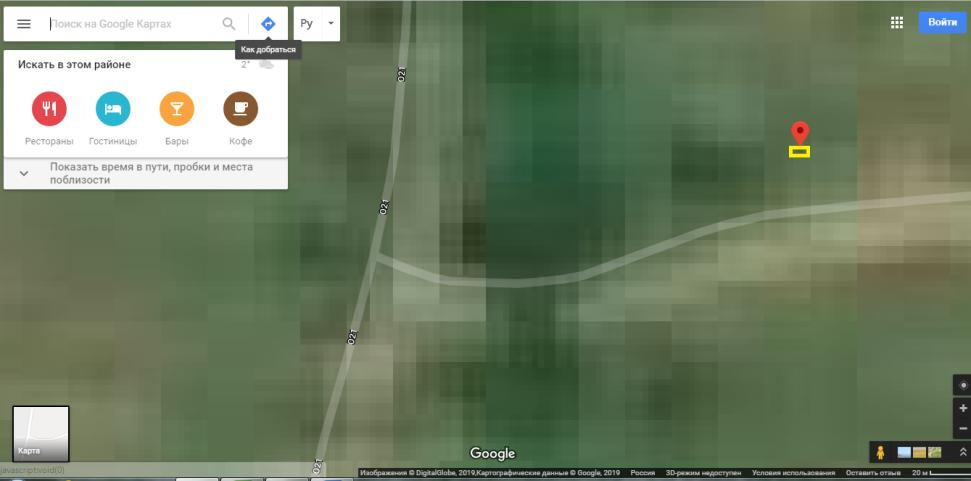 Поиск на Google Картах
Ру
Войти
Как добраться
Искать в этом районе
2°
Рестораны
Гостиницы
Бары
Кофе
Показать время в пути, пробки и места
поблизости
021
021
021
021
Карта
Google
javascript:void(0)
Изображения © DigitalGlobe, 2019,Картографические данные © Google, 2019 Россия 3D-режим недоступен Условия использования Оставить отзыв 20 м